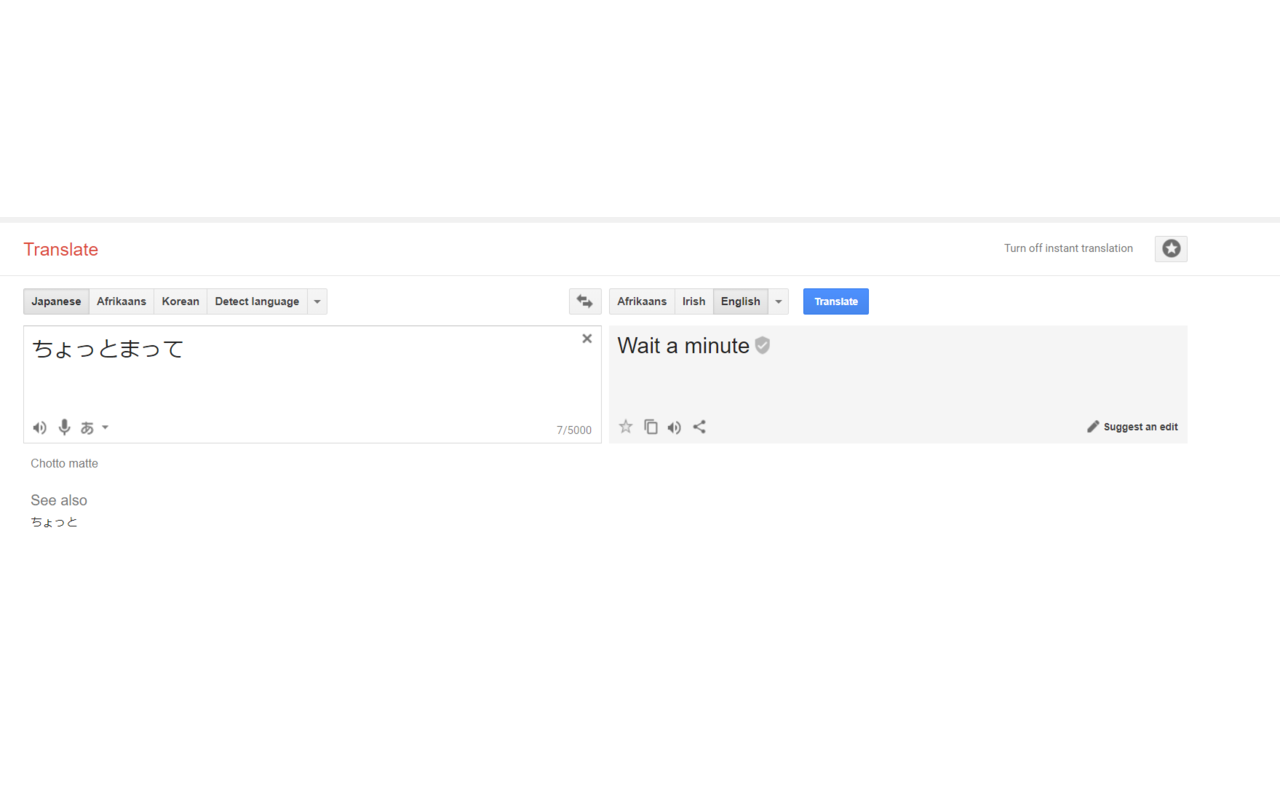 Translate
Turn off instant translation
Japanese Afrikaans Korean Detect language
Afrikaans Irish English
Translate
ちょっとまって
あ
7/5000
Wait a minute
Suggest an edit
Chotto matte
See also
ちょっと